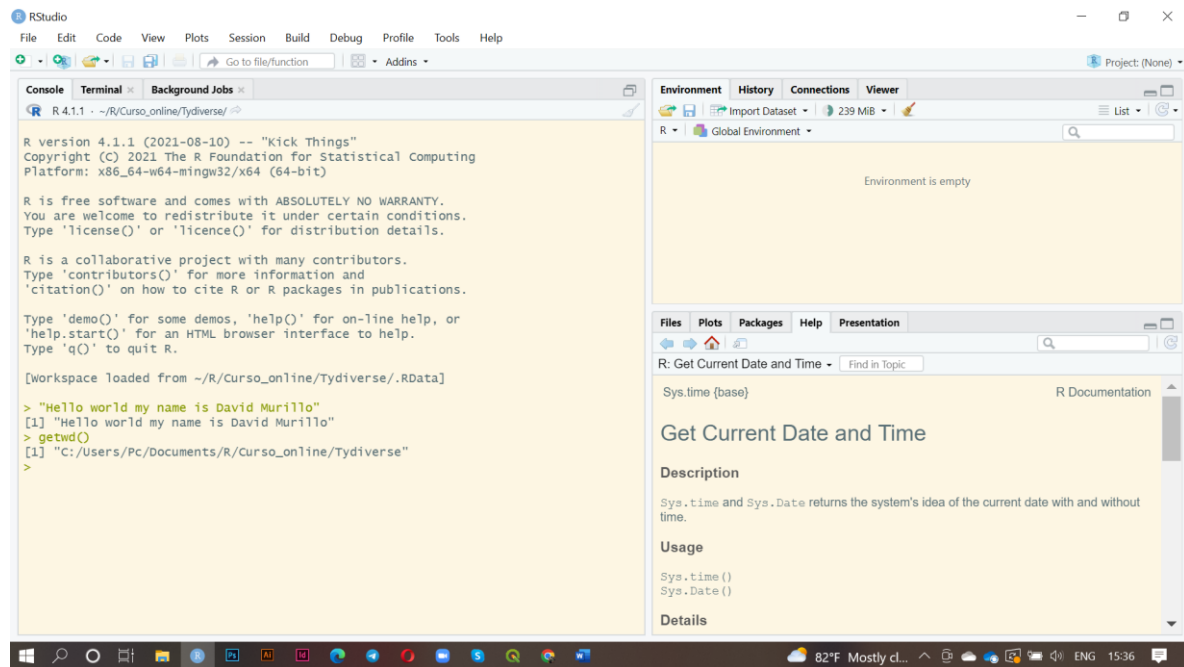 RStudio
File Edit Code View Plots Session Build Debug Profile Tools Help
Go to file/function Addins Project: (None)
Console Terminal Background Jobs
R 4.1.1 · ~/R/Curso_online/Tydiverse/
R version 4.1.1 (2021-08-10) -- "Kick Things"
Copyright (C) 2021 The R Foundation for Statistical Computing
Platform: x86_64-w64-mingw32/x64 (64-bit)
R is free software and comes with ABSOLUTELY NO WARRANTY.
You are welcome to redistribute it under certain conditions.
Type 'license()' or 'licence()' for distribution details.
R is a collaborative project with many contributors.
Type 'contributors()' for more information and
'citation()' on how to cite R or R packages in publications.
Type 'demo()' for some demos, 'help()' for on-line help, or
'help.start()' for an HTML browser interface to help.
Type 'q()' to quit R.
[Workspace loaded from ~/R/Curso_online/Tydiverse/.RData]
> "Hello world my name is David Murillo"
[1] "Hello world my name is David Murillo"
> getwd()
[1] "C:/Users/Pc/Documents/R/Curso_online/Tydiverse"
>
Environment History Connections Viewer
Import Dataset 239 MiB List
R Global Environment
Environment is empty
Files Plots Packages Help Presentation
R: Get Current Date and Time Find in Topic
Sys.time {base} R Documentation
Get Current Date and Time
Description
Sys.time and Sys.Date returns the system's idea of the current date with and without
time.
Usage
Sys.time()
Sys.Date()
Details
82°F Mostly cl... ENG 15:36